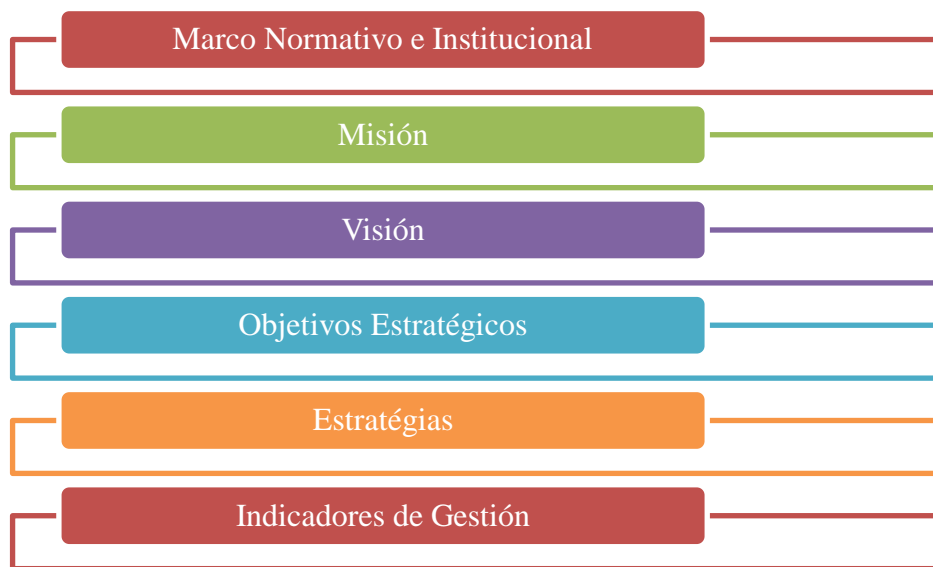 Marco Normativo e Institucional
Misión
Visión
Objetivos Estratégicos
Estratégias
Indicadores de Gestión